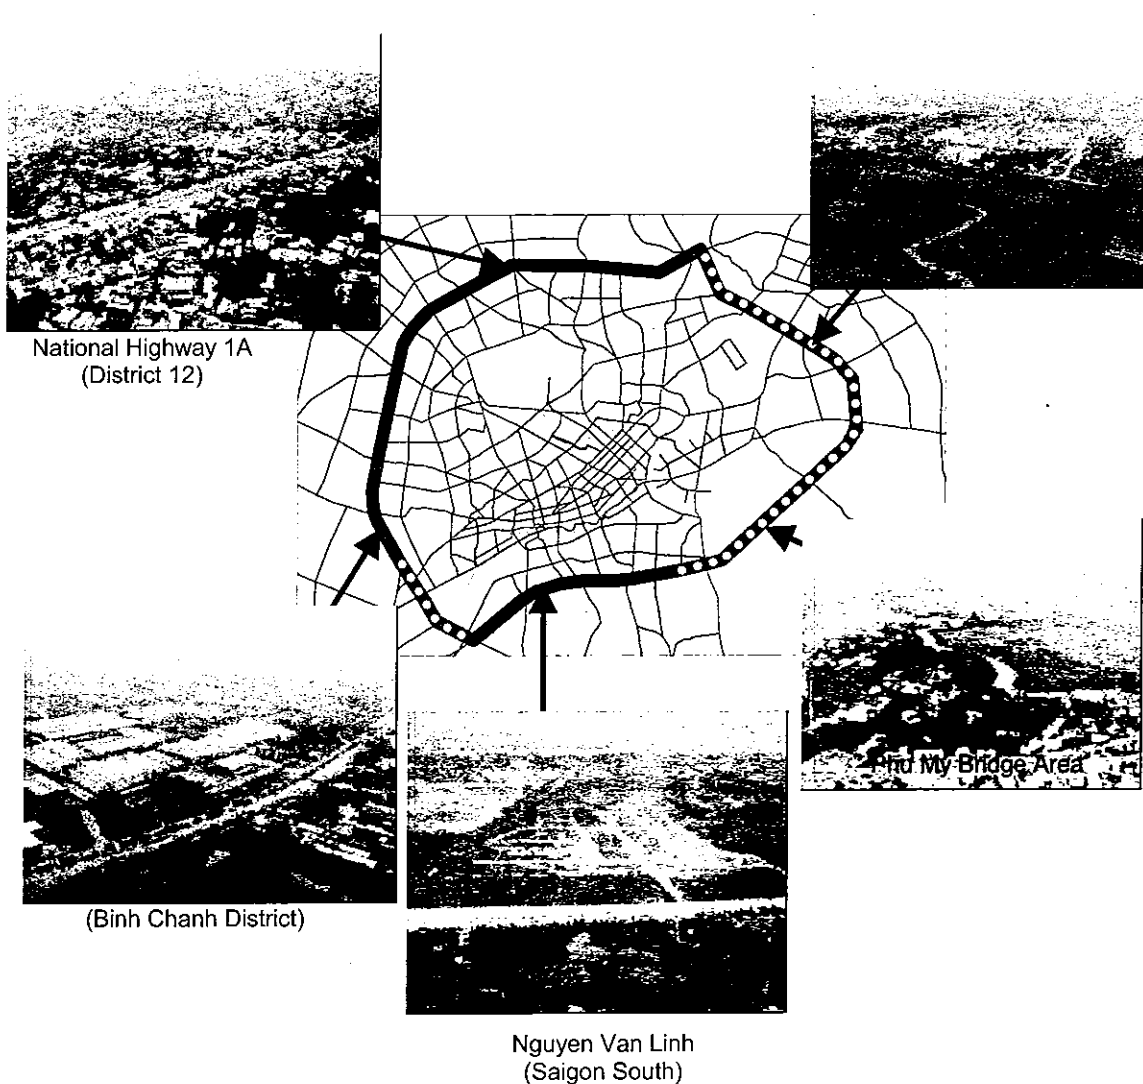 National Highway 1A
(District 12)
Phu My Bridge Area
(Binh Chanh District)
Nguyen Van Linh
(Saigon South)